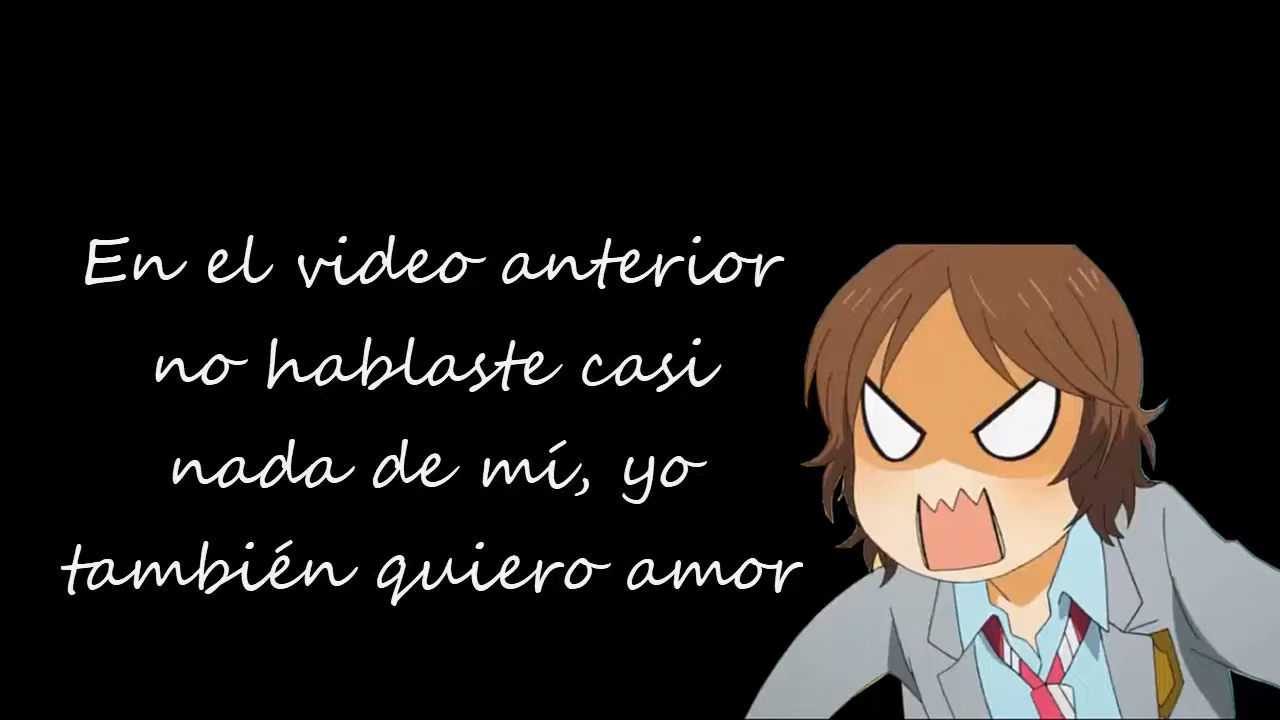 En el video anterior
no hablaste casi
nada de mí, yo
también quiero amor